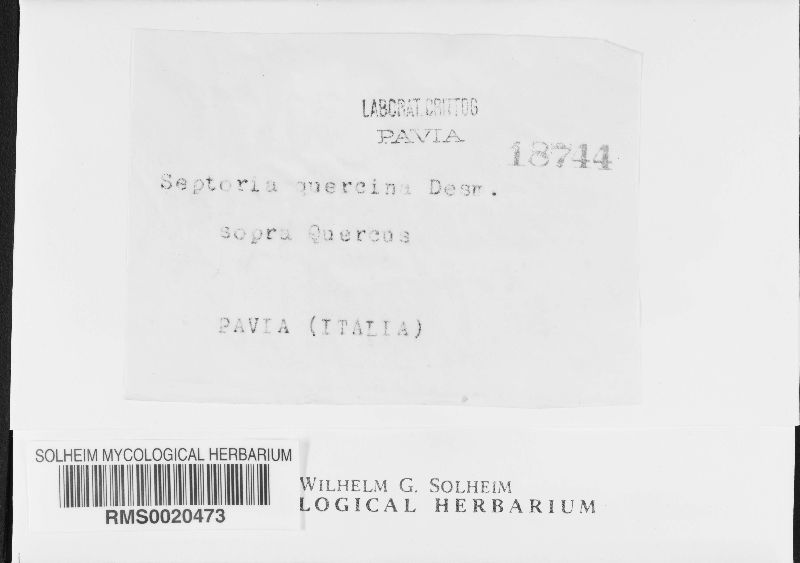 LABORAT. CRITTOG
PAVIA
18744
Septoria quercina Desm.
sopra Quercus
PAVIA (ITALIA)
SOLHEIM MYCOLOGICAL HERBARIUM
RMS0020473
WILHELM G. SOLHEIM
LOGICAL HERBARIUM